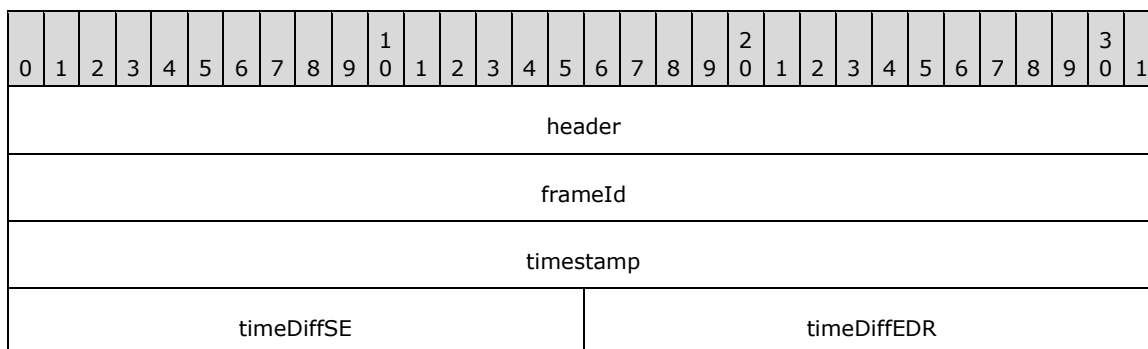 1 2 3
0 1 2 3 4 5 6 7 8 9 0 1 2 3 4 5 6 7 8 9 0 1 2 3 4 5 6 7 8 9 0 1
header
frameId
timestamp
timeDiffSE timeDiffEDR